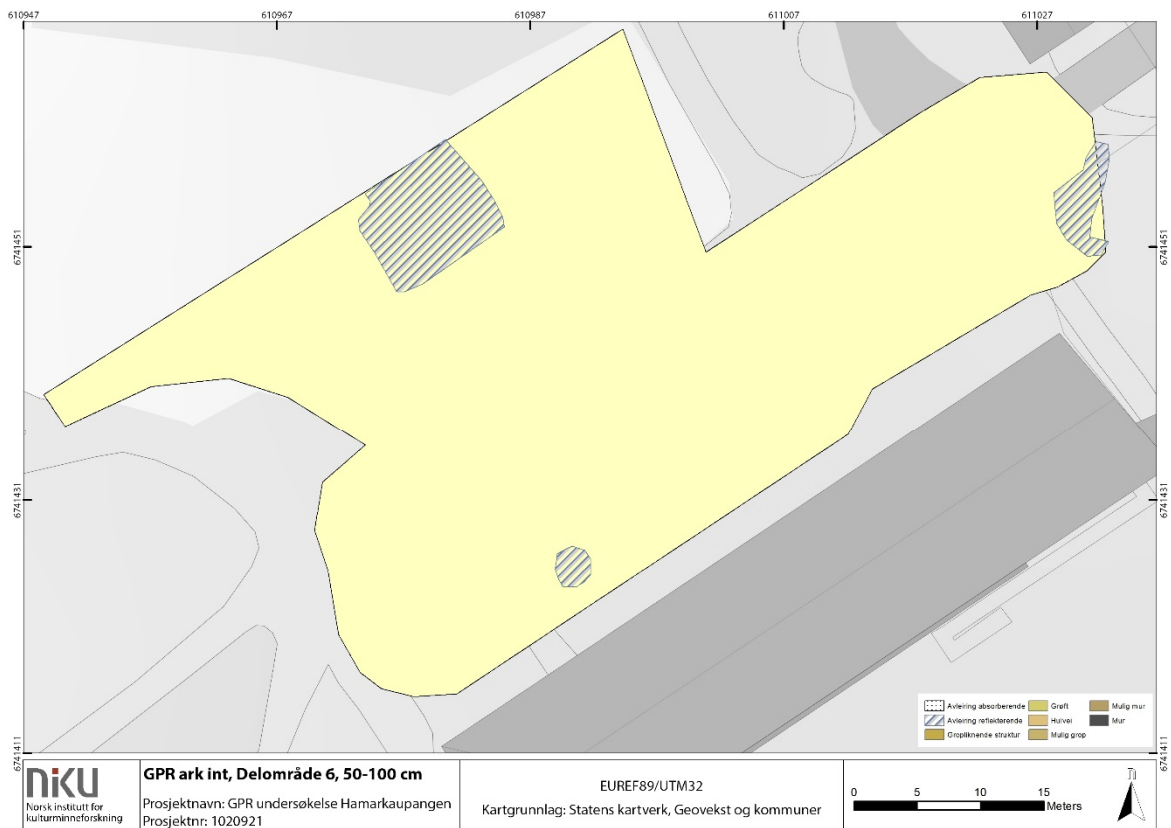 610947
610967
610987
611007
611027
6741451
6741451
6741431
6741431
6741411
6741411
Avleiring absorberende
Avleiring reflekterende
Gropliknende struktur
Grøft
Hulvei
Mulig grop
Mulig mur
Mur
niKU
Norsk institutt for
kulturminneforskning
GPR ark int, Delområde 6, 50-100 cm
Prosjektnavn: GPR undersøkelse Hamarkaupangen
Prosjektnr: 1020921
EUREF89/UTM32
Kartgrunnlag: Statens kartverk, Geovekst og kommuner
0 5 10 15
Meters